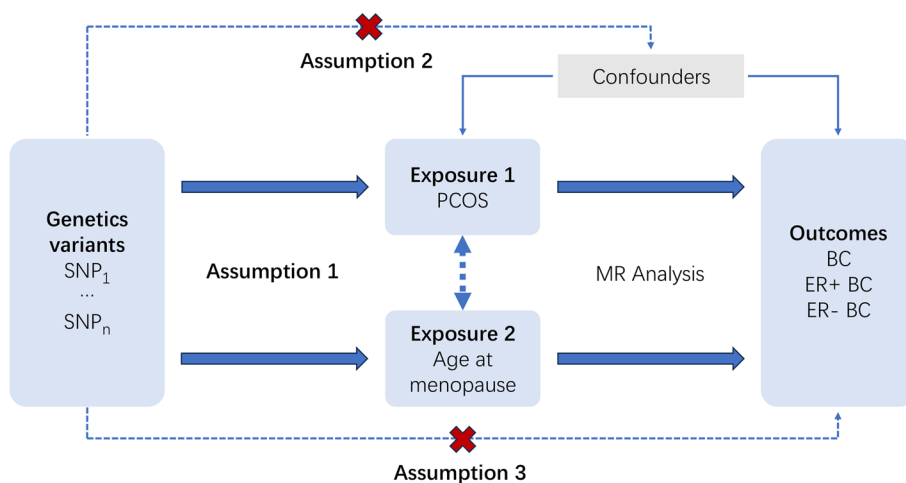 Assumption 2
Confounders
Genetics
variants
SNP₁
...
SNPₙ
Assumption 1
Exposure 1
PCOS
Exposure 2
Age at
menopause
MR Analysis
Outcomes
BC
ER+ BC
ER- BC
Assumption 3